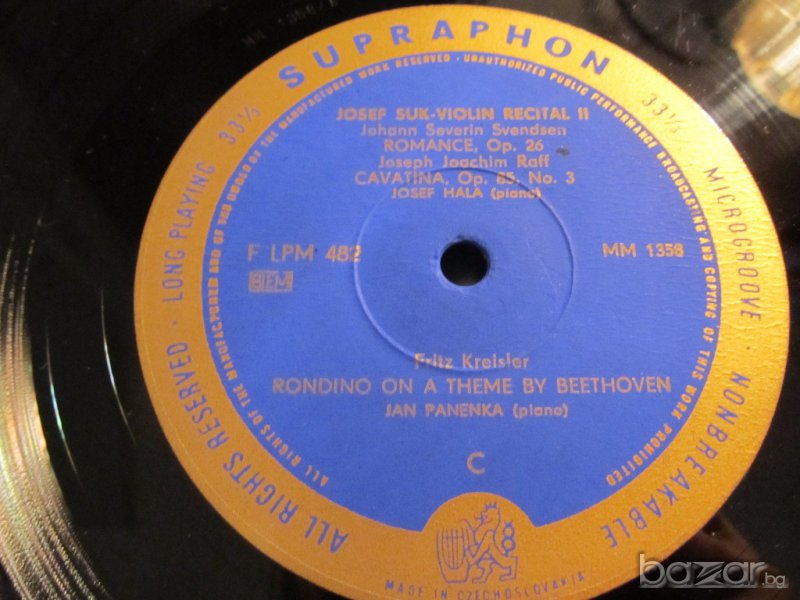 SUPRAPHON
33⅓ LONG PLAYING · ALL RIGHTS RESERVED
33⅓ MICROGROOVE · NONBREAKABLE
ALL RIGHTS OF THE MANUFACTURER AND OF THE OWNER OF THE MANUFACTURED WORK RESERVED · UNAUTHORIZED PUBLIC PERFORMANCE BROADCASTING AND COPYING OF THIS WORK PROHIBITED
JOSEF SUK-VIOLIN RECITAL II
Johann Severin Svendsen
ROMANCE, Op. 26
Joseph Joachim Raff
CAVATINA, Op. 85. No. 3
JOSEF HALA (piano)
F LPM 482
MM 1358
BIEM
Fritz Kreisler
RONDINO ON A THEME BY BEETHOVEN
JAN PANENKA (piano)
C
MADE IN CZECHOSLOVAKIA
bazar.bg